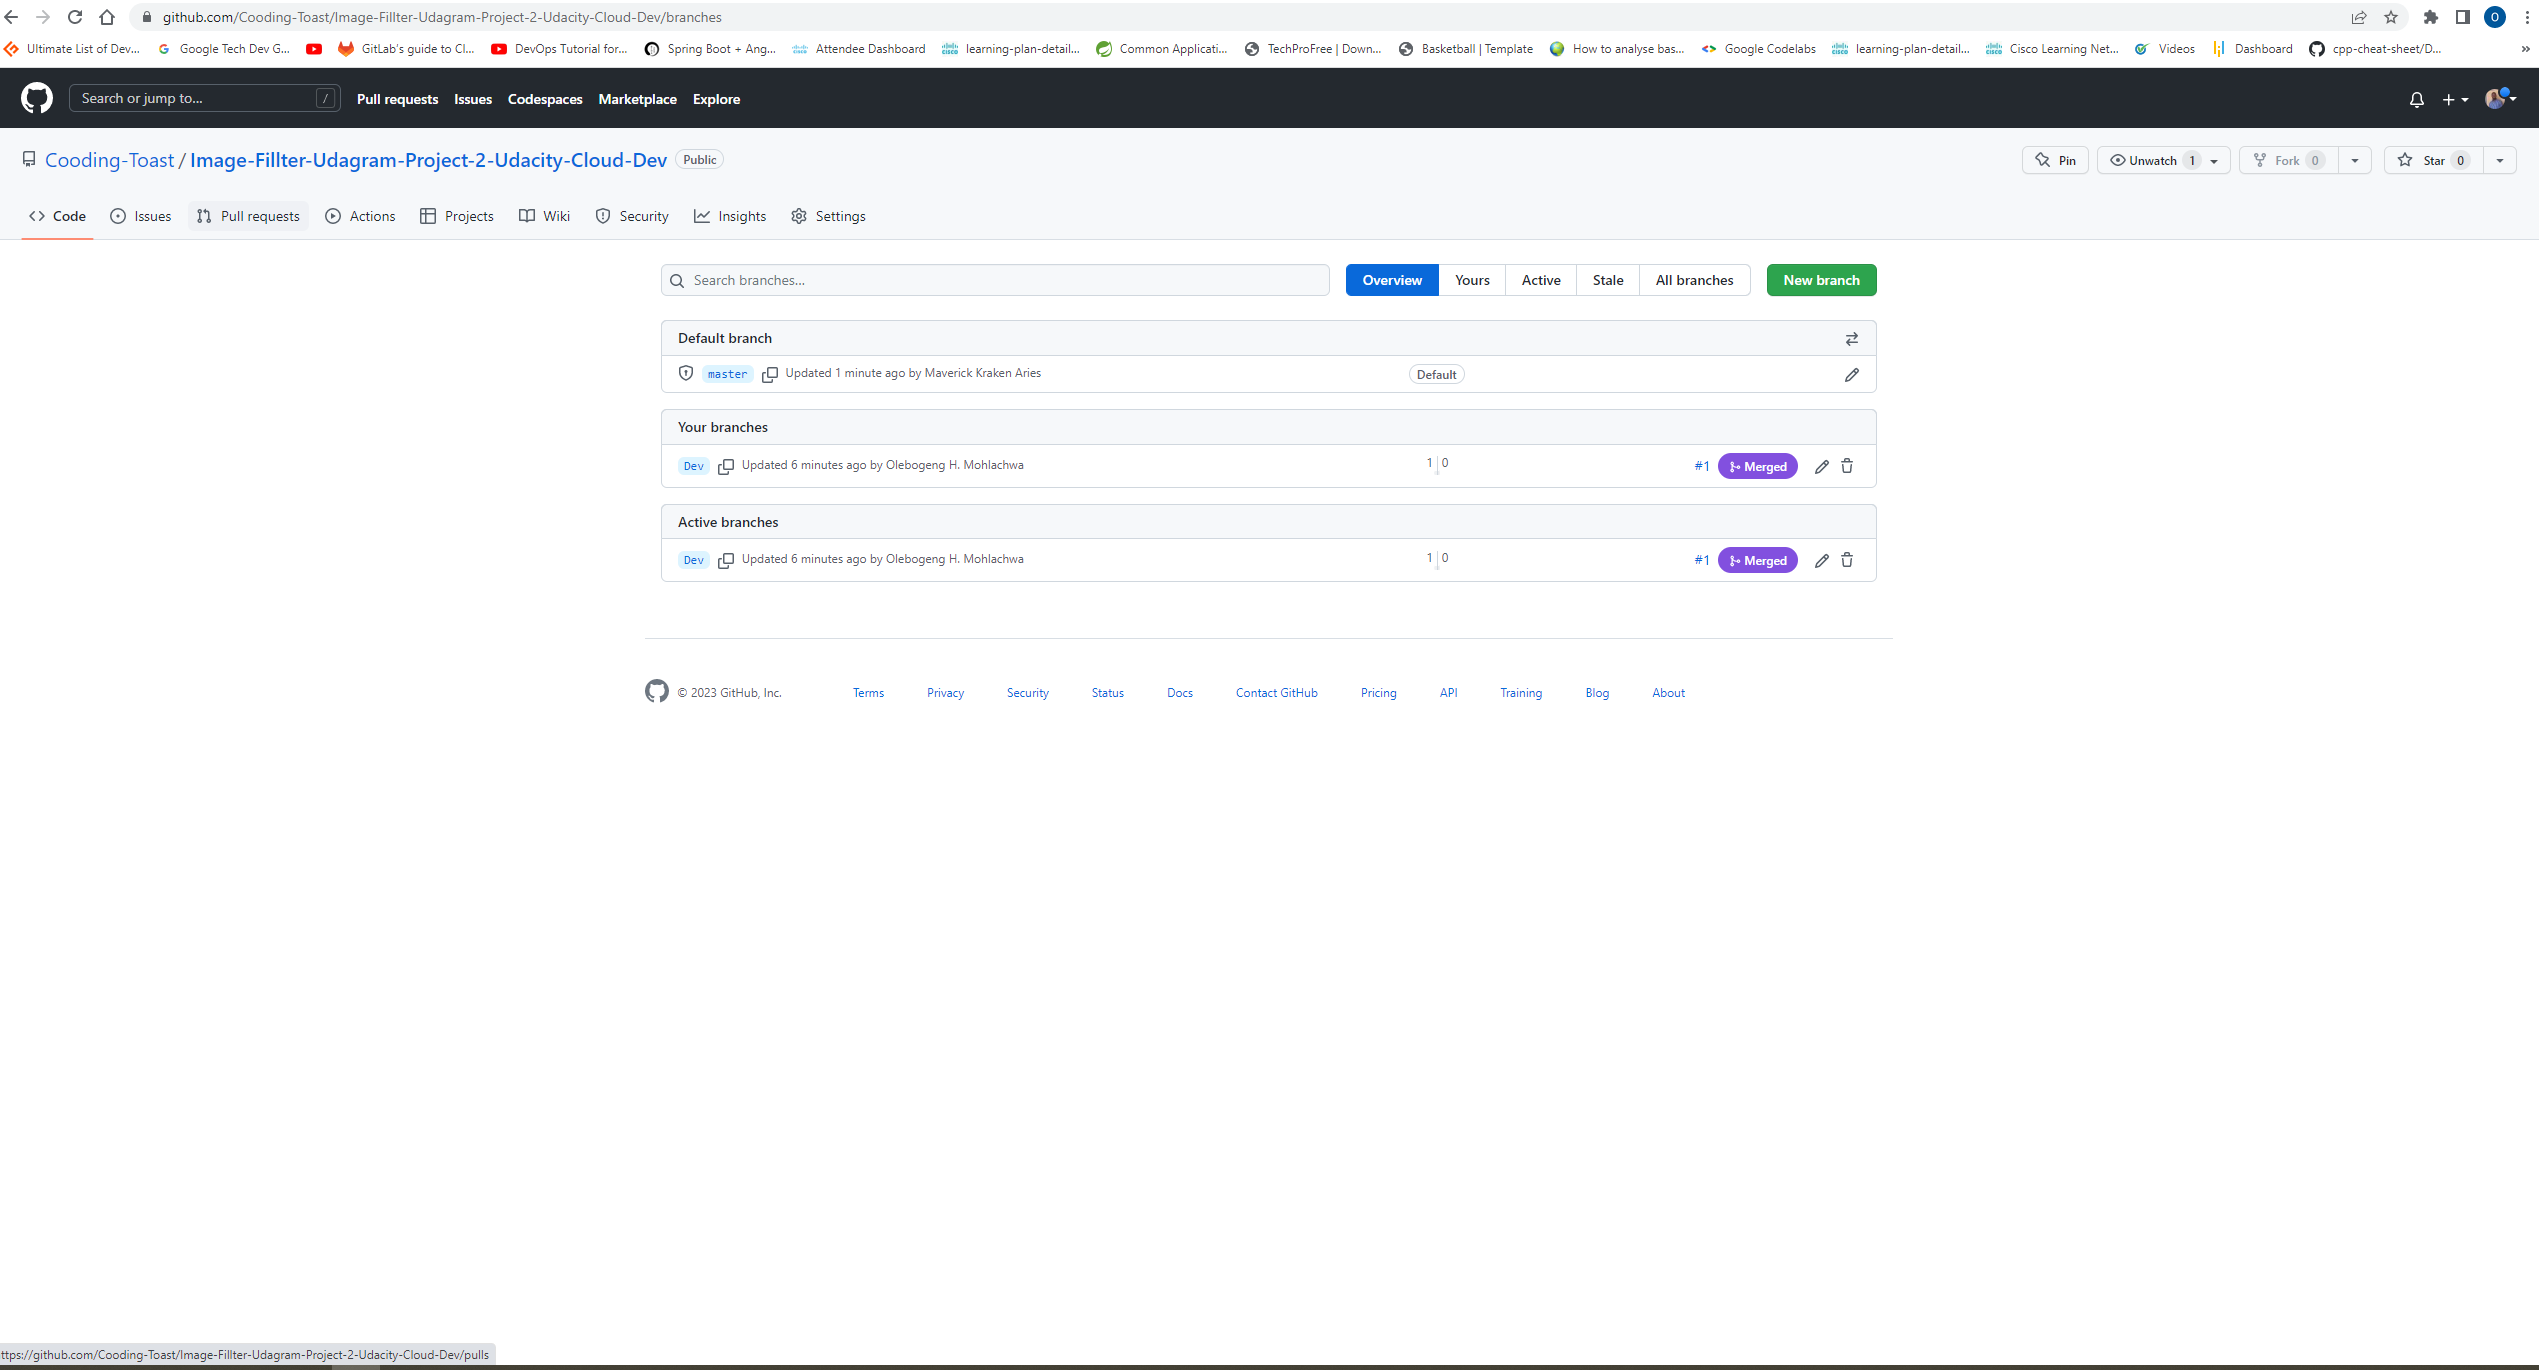 github.com/Cooding-Toast/Image-Fillter-Udagram-Project-2-Udacity-Cloud-Dev/branches
O
Ultimate List of Dev... Google Tech Dev G... GitLab's guide to Cl... DevOps Tutorial for... Spring Boot + Ang... Attendee Dashboard learning-plan-detail... Common Applicati... TechProFree | Down... Basketball | Template How to analyse bas... Google Codelabs learning-plan-detail... Cisco Learning Net... Videos Dashboard cpp-cheat-sheet/D... »
Search or jump to... / Pull requests Issues Codespaces Marketplace Explore
Cooding-Toast / Image-Fillter-Udagram-Project-2-Udacity-Cloud-Dev Public Pin Unwatch 1 Fork 0 Star 0
Code Issues Pull requests Actions Projects Wiki Security Insights Settings
Search branches... Overview Yours Active Stale All branches New branch
Default branch
master Updated 1 minute ago by Maverick Kraken Aries Default
Your branches
Dev Updated 6 minutes ago by Olebogeng H. Mohlachwa 1 | 0 #1 Merged
Active branches
Dev Updated 6 minutes ago by Olebogeng H. Mohlachwa 1 | 0 #1 Merged
© 2023 GitHub, Inc. Terms Privacy Security Status Docs Contact GitHub Pricing API Training Blog About
ttps://github.com/Cooding-Toast/Image-Fillter-Udagram-Project-2-Udacity-Cloud-Dev/pulls